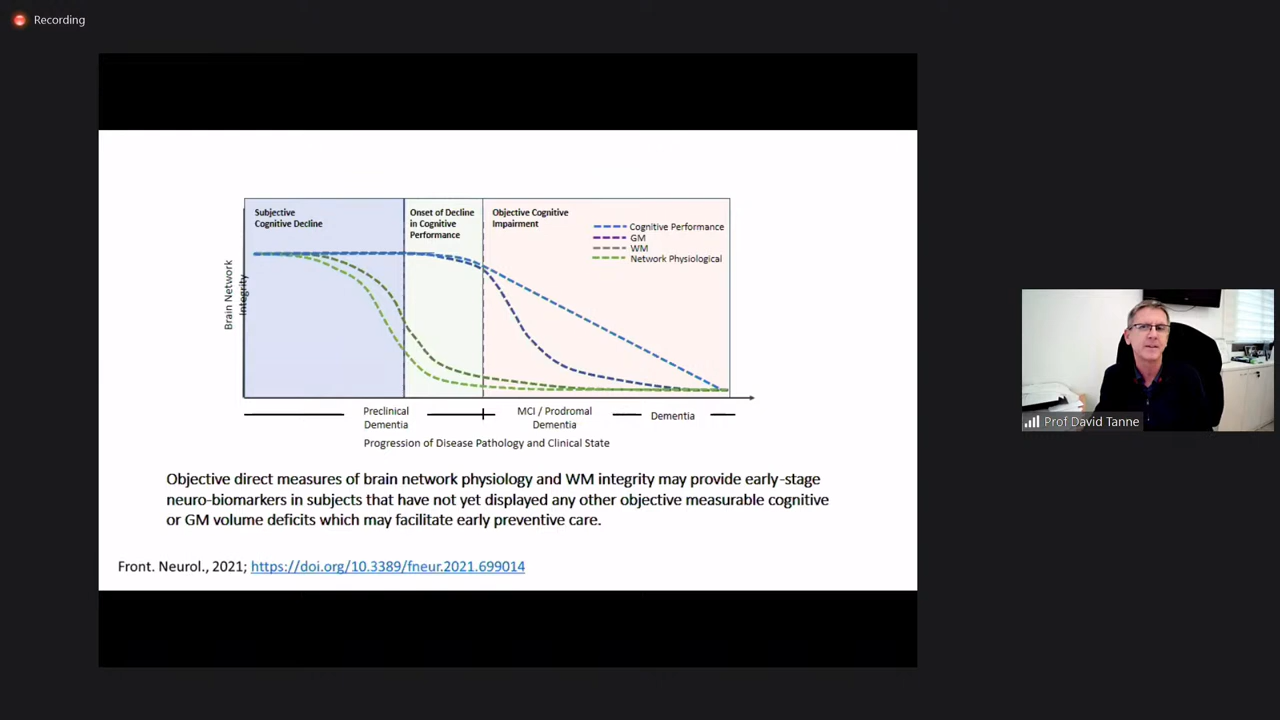 Recording
Subjective
Cognitive Decline
Onset of Decline
in Cognitive
Performance
Objective Cognitive
Impairment
Cognitive Performance
GM
WM
Network Physiological
Brain Network
Integrity
Preclinical
Dementia
MCI / Prodromal
Dementia
Dementia
Progression of Disease Pathology and Clinical State
Objective direct measures of brain network physiology and WM integrity may provide early-stage
neuro-biomarkers in subjects that have not yet displayed any other objective measurable cognitive
or GM volume deficits which may facilitate early preventive care.
Front. Neurol., 2021; https://doi.org/10.3389/fneur.2021.699014
Prof David Tanne